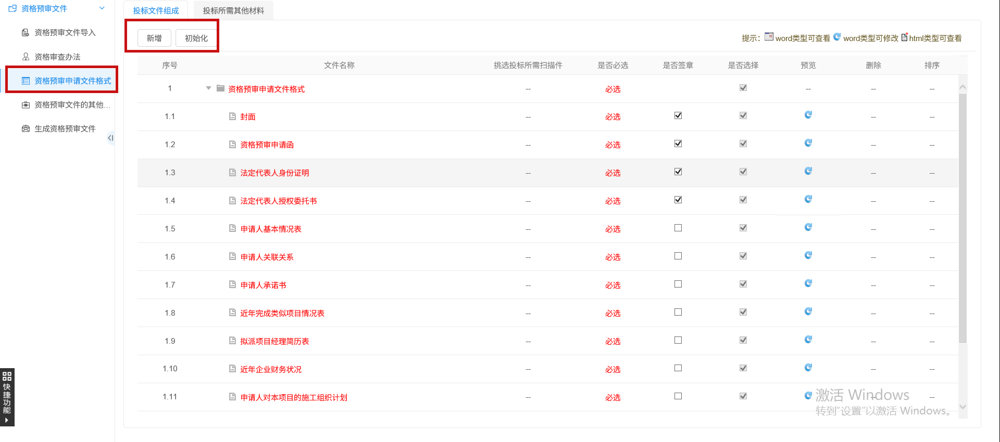 资格预审文件
资格预审文件导入
资格审查办法
资格预审申请文件格式
资格预审文件的其他...
生成资格预审文件
快捷功能
投标文件组成 投标所需其他材料
新增 初始化
提示： word类型可查看 word类型可修改 html类型可查看
序号 文件名称 挑选投标所需扫描件 是否必选 是否签章 是否选择 预览 删除 排序
1 资格预审申请文件格式 -- 必选 -- -- --
1.1 封面 -- 必选 -- --
1.2 资格预审申请函 -- 必选 -- --
1.3 法定代表人身份证明 -- 必选 -- --
1.4 法定代表人授权委托书 -- 必选 -- --
1.5 申请人基本情况表 -- 必选 -- --
1.6 申请人关联关系 -- 必选 -- --
1.7 申请人承诺书 -- 必选 -- --
1.8 近年完成类似项目情况表 -- 必选 -- --
1.9 拟派项目经理简历表 -- 必选 -- --
1.10 近年企业财务状况 -- 必选 -- --
1.11 申请人对本项目的施工组织计划 -- 必选 -- --
激活 Windows
转到"设置"以激活 Windows。